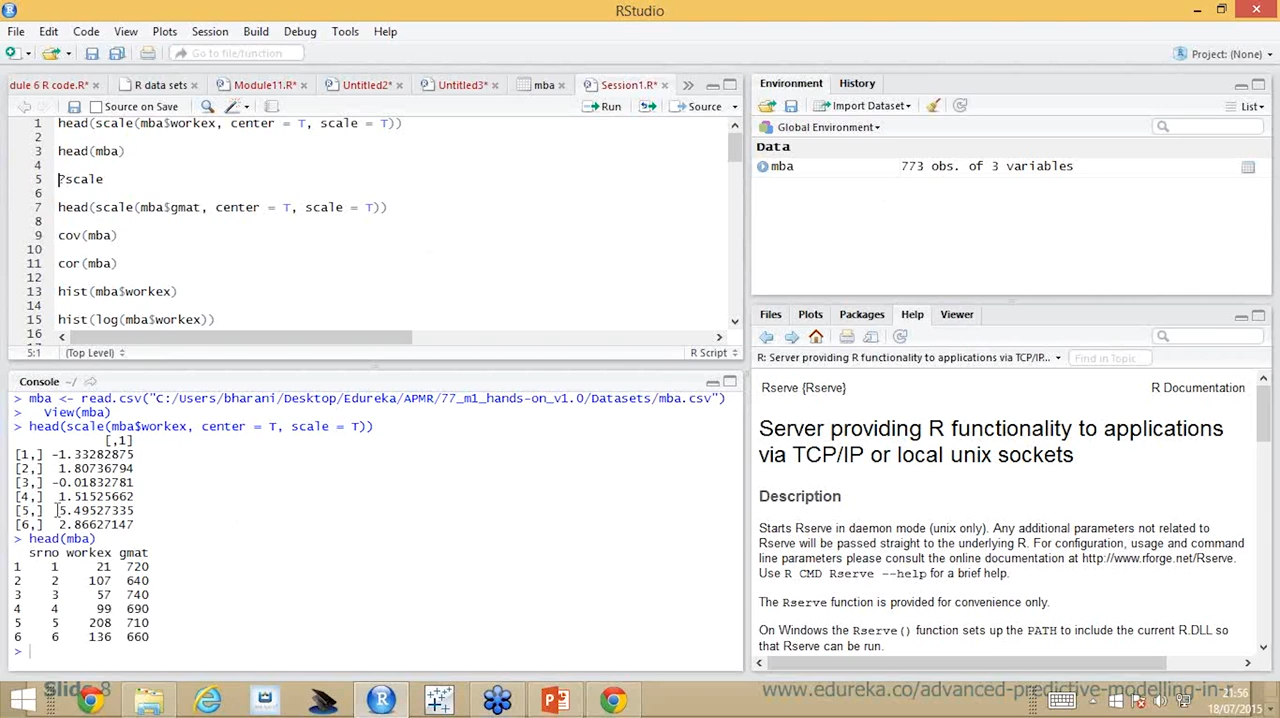 RStudio
File Edit Code View Plots Session Build Debug Tools Help
Go to file/function
Project: (None)
dule 6 R code.R* R data sets Module11.R* Untitled2* Untitled3* mba Session1.R*
Source on Save Run Source
1 head(scale(mba$workex, center = T, scale = T))
2
3 head(mba)
4
5 ?scale
6
7 head(scale(mba$gmat, center = T, scale = T))
8
9 cov(mba)
10
11 cor(mba)
12
13 hist(mba$workex)
14
15 hist(log(mba$workex))
16
5:1 (Top Level) R Script
Console ~/
> mba <- read.csv("C:/Users/bharani/Desktop/Edureka/APMR/77_m1_hands-on_v1.0/Datasets/mba.csv")
> View(mba)
> head(scale(mba$workex, center = T, scale = T))
[,1]
[1,] -1.33282875
[2,] 1.80736794
[3,] -0.01832781
[4,] 1.51525662
[5,] 5.49527335
[6,] 2.86627147
> head(mba)
srno workex gmat
1 1 21 720
2 2 107 640
3 3 57 740
4 4 99 690
5 5 208 710
6 6 136 660
>
Environment History
Import Dataset List
Global Environment
Data
mba 773 obs. of 3 variables
Files Plots Packages Help Viewer
R: Server providing R functionality to applications via TCP/IP... Find in Topic
Rserve {Rserve} R Documentation
Server providing R functionality to applications
via TCP/IP or local unix sockets
Description
Starts Rserve in daemon mode (unix only). Any additional parameters not related to
Rserve will be passed straight to the underlying R. For configuration, usage and command
line parameters please consult the online documentation at http://www.rforge.net/Rserve.
Use R CMD Rserve --help for a brief help.
The Rserve function is provided for convenience only.
On Windows the Rserve() function sets up the PATH to include the current R.DLL so
that Rserve can be run.
Slide 8
www.edureka.co/advanced-predictive-modelling-in-r
21:56
18/07/2015